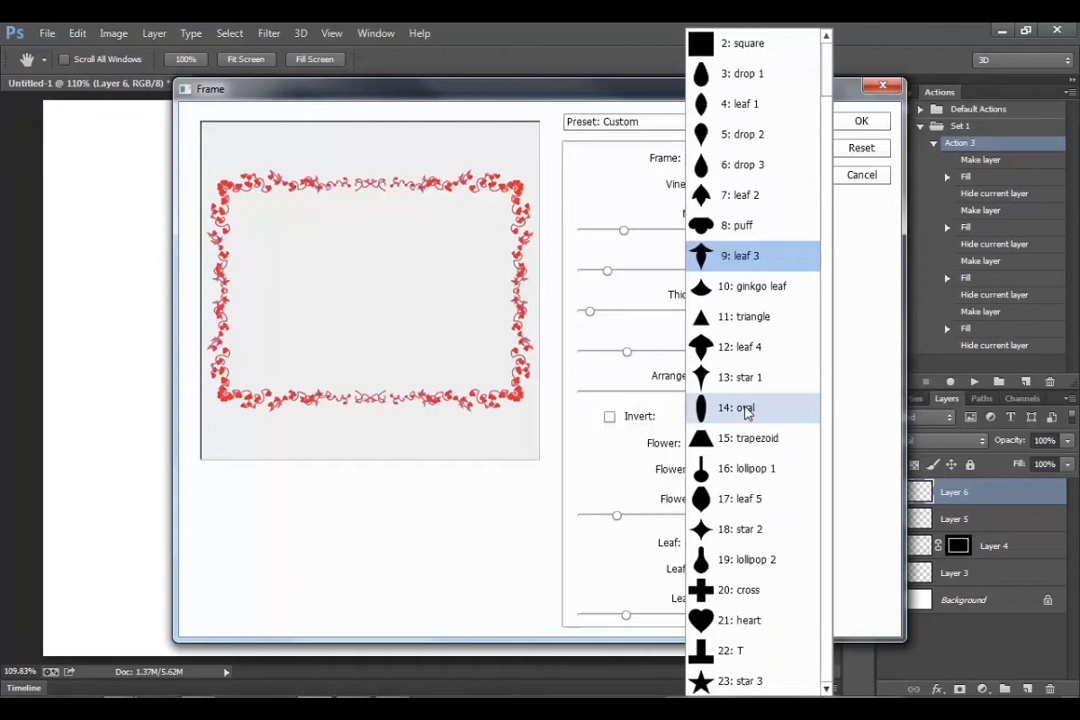 Ps File Edit Image Layer Type Select Filter 3D View Window Help
Scroll All Windows 100% Fit Screen Fill Screen 3D
Untitled-1 @ 110% (Layer 6, RGB/8) *
Frame
Actions
Default Actions
Set 1
Action 3
Make layer
Fill
Hide current layer
Make layer
Fill
Hide current layer
Make layer
Fill
Hide current layer
Make layer
Fill
Hide current layer
Preset: Custom
Frame:
Vine
Thic
Arrange
Invert:
Flower:
Flowe
Flowe
Leaf:
Leaf
Lea
2: square
3: drop 1
4: leaf 1
5: drop 2
6: drop 3
7: leaf 2
8: puff
9: leaf 3
10: ginkgo leaf
11: triangle
12: leaf 4
13: star 1
14: oval
15: trapezoid
16: lollipop 1
17: leaf 5
18: star 2
19: lollipop 2
20: cross
21: heart
22: T
23: star 3
OK
Reset
Cancel
Layers Paths Channels
Opacity: 100%
Fill: 100%
Layer 6
Layer 5
Layer 4
Layer 3
Background
109.83% Doc: 1.37M/5.62M
Timeline